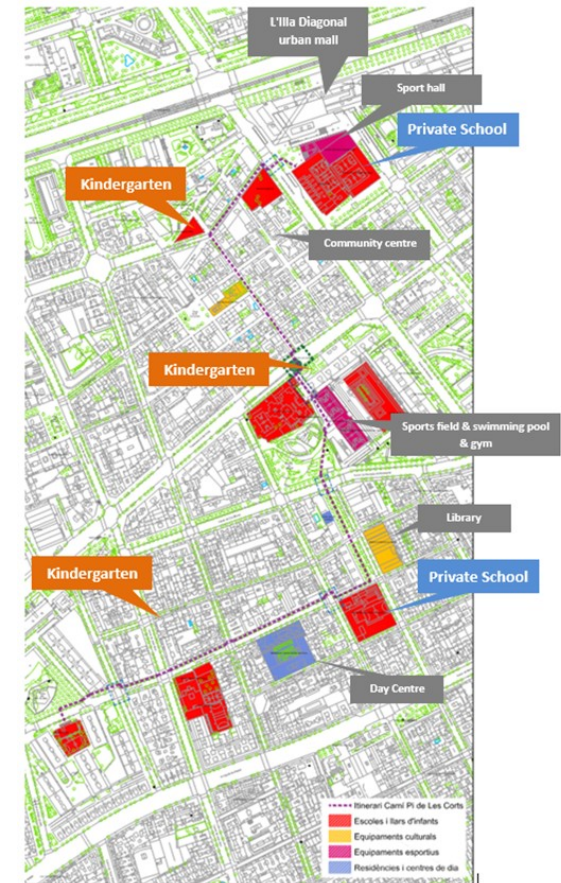 L'Illa Diagonal
urban mall
Sport hall
Private School
Kindergarten
Community centre
Kindergarten
Sports field & swimming pool
& gym
Library
Kindergarten
Private School
Day Centre
Itinerari Camí Pi de Les Corts
Escoles i llars d'infants
Equipaments culturals
Equipaments esportius
Residències i centres de dia